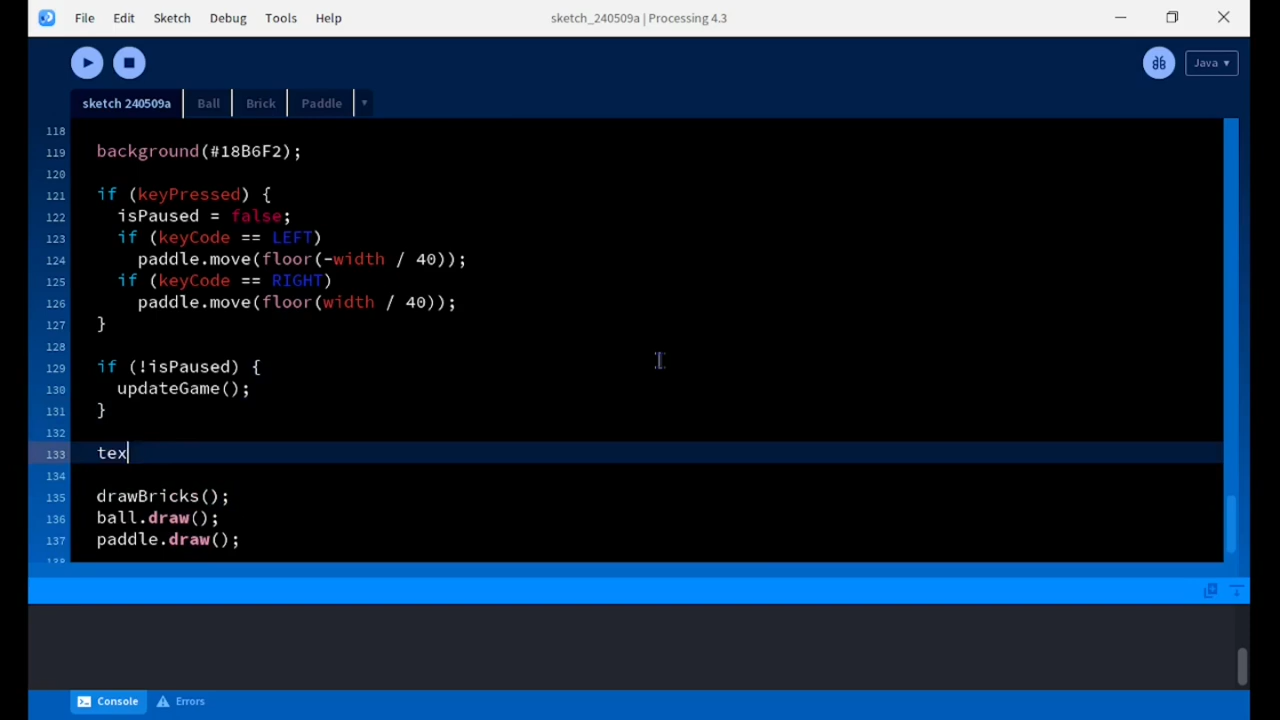 File Edit Sketch Debug Tools Help sketch_240509a | Processing 4.3
Java ▾
sketch 240509a Ball Brick Paddle ▾
118
119 background(#18B6F2);
120
121 if (keyPressed) {
122 isPaused = false;
123 if (keyCode == LEFT)
124 paddle.move(floor(-width / 40));
125 if (keyCode == RIGHT)
126 paddle.move(floor(width / 40));
127 }
128
129 if (!isPaused) {
130 updateGame();
131 }
132
133 tex
134
135 drawBricks();
136 ball.draw();
137 paddle.draw();
138
Console Errors